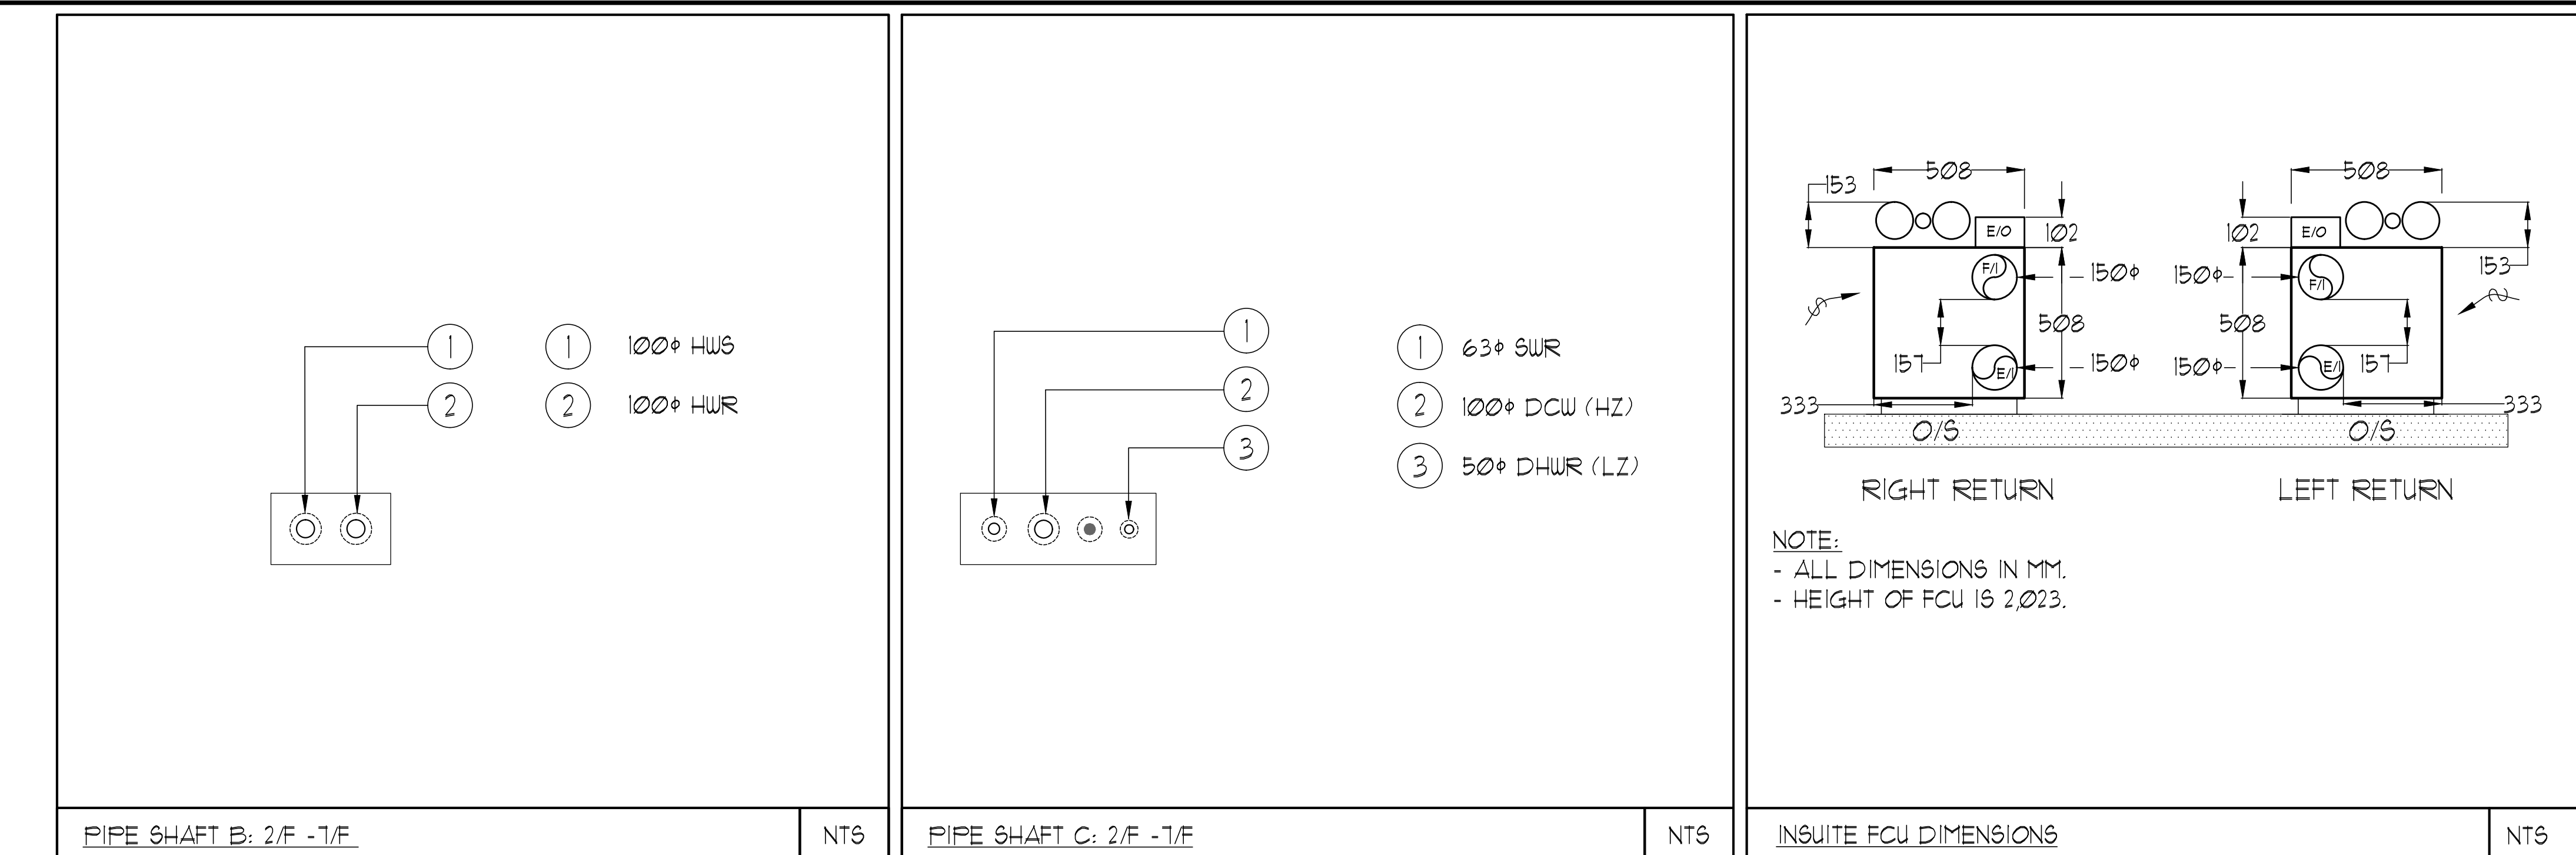 1
2
1 100ϕ HWS
2 100ϕ HWR
PIPE SHAFT B: 2/F -7/F
NTS
1
2
3
1 63ϕ SWR
2 100ϕ DCW (HZ)
3 50ϕ DHWR (LZ)
PIPE SHAFT C: 2/F -7/F
NTS
508
153
E/O
102
F/I
150ϕ
508
157
E/I
150ϕ
333
O/S
RIGHT RETURN
508
E/O
102
153
F/I
150ϕ
508
157
E/I
150ϕ
333
O/S
LEFT RETURN
NOTE:
- ALL DIMENSIONS IN MM.
- HEIGHT OF FCU IS 2,023.
INSUITE FCU DIMENSIONS
NTS